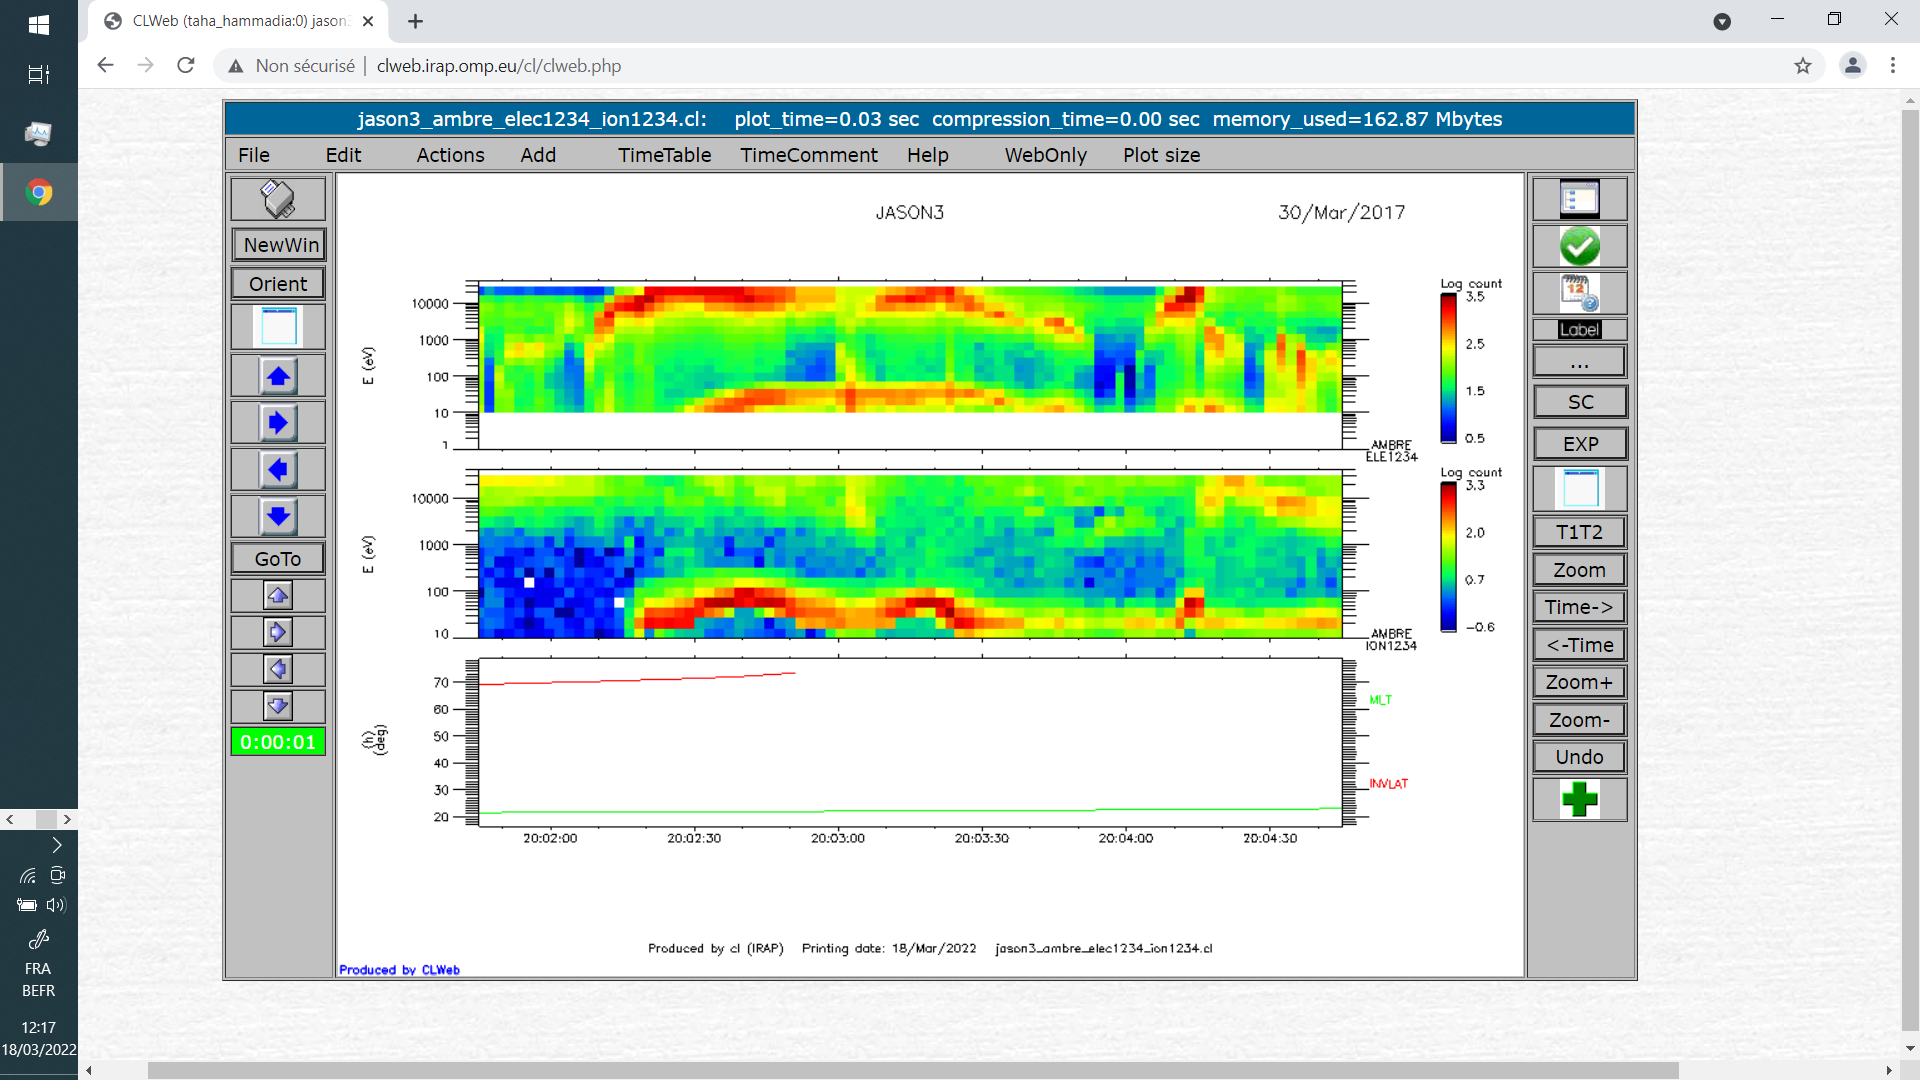 CLWeb (taha_hammadia:0) jason3
Non sécurisé | clweb.irap.omp.eu/cl/clweb.php
jason3_ambre_elec1234_ion1234.cl: plot_time=0.03 sec compression_time=0.00 sec memory_used=162.87 Mbytes
File Edit Actions Add TimeTable TimeComment Help WebOnly Plot size
NewWin
Orient
GoTo
0:00:01
JASON3 30/Mar/2017
E (eV)
10000
1000
100
10
1
Log count
3.5
2.5
1.5
0.5
AMBRE
ELE1234
E (eV)
10000
1000
100
10
Log count
3.3
2.0
0.7
-0.6
AMBRE
ION1234
(h)
(deg)
70
60
50
40
30
20
MLT
INVLAT
20:02:00 20:02:30 20:03:00 20:03:30 20:04:00 20:04:30
Produced by cl (IRAP) Printing date: 18/Mar/2022 jason3_ambre_elec1234_ion1234.cl
Produced by CLWeb
12
Label
...
SC
EXP
T1T2
Zoom
Time->
<-Time
Zoom+
Zoom-
Undo
FRA
BEFR
12:17
18/03/2022